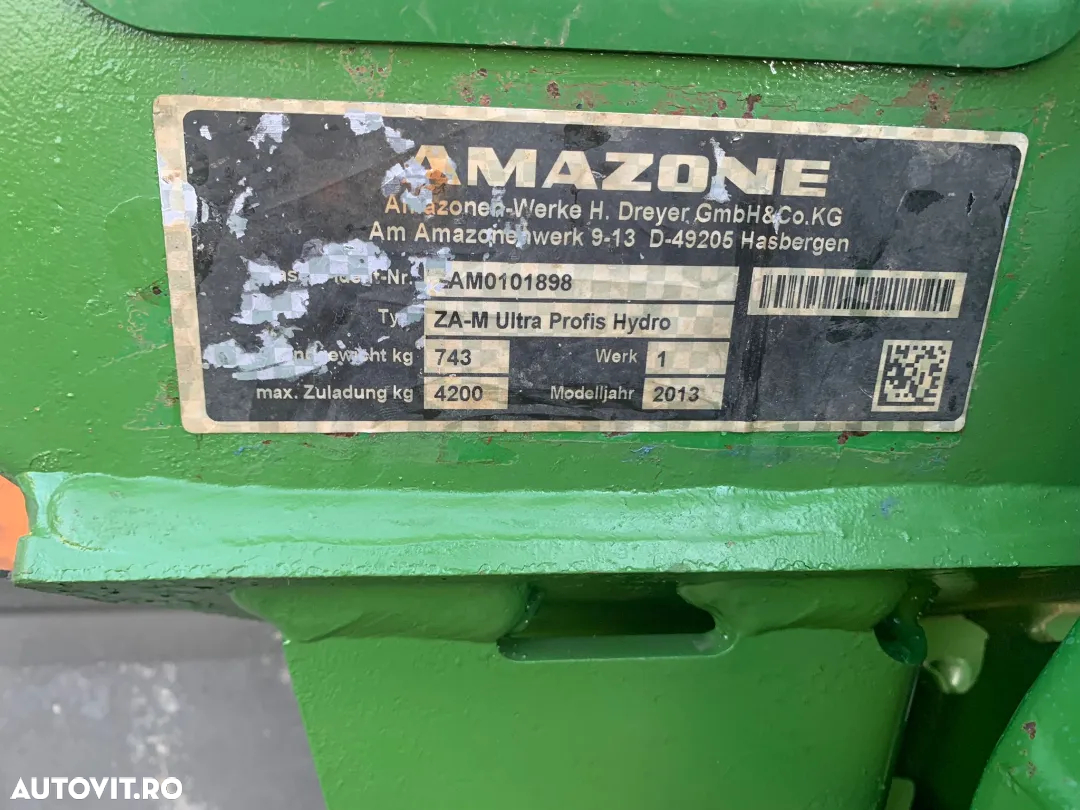 AMAZONE
Amazonen-Werke H. Dreyer GmbH&Co.KG
Am Amazonenwerk 9-13 D-49205 Hasbergen
AM0101898
ZA-M Ultra Profis Hydro
kg 743 Werk 1
max. Zuladung kg 4200 Modelljahr 2013
AUTOVIT.RO